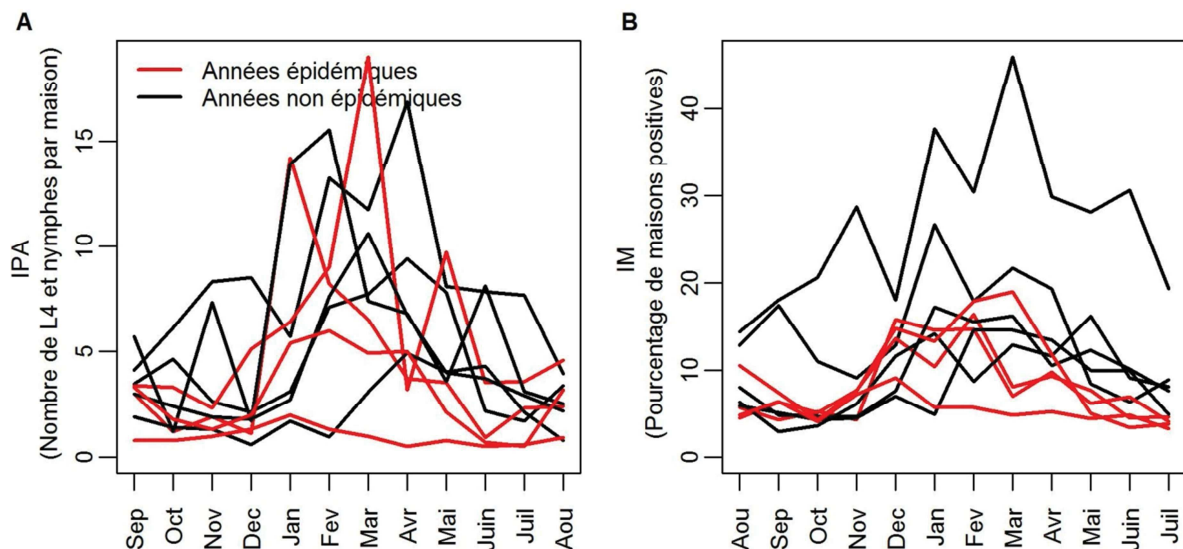 A
IPA
(Nombre de L4 et nymphes par maison)
15
10
5
0
Années épidémiques
Années non épidémiques
Sep
Oct
Nov
Dec
Jan
Fev
Mar
Avr
Mai
Juin
Juil
Aou
B
IM
(Pourcentage de maisons positives)
40
30
20
10
0
Aou
Sep
Oct
Nov
Dec
Jan
Fev
Mar
Avr
Mai
Juin
Juil